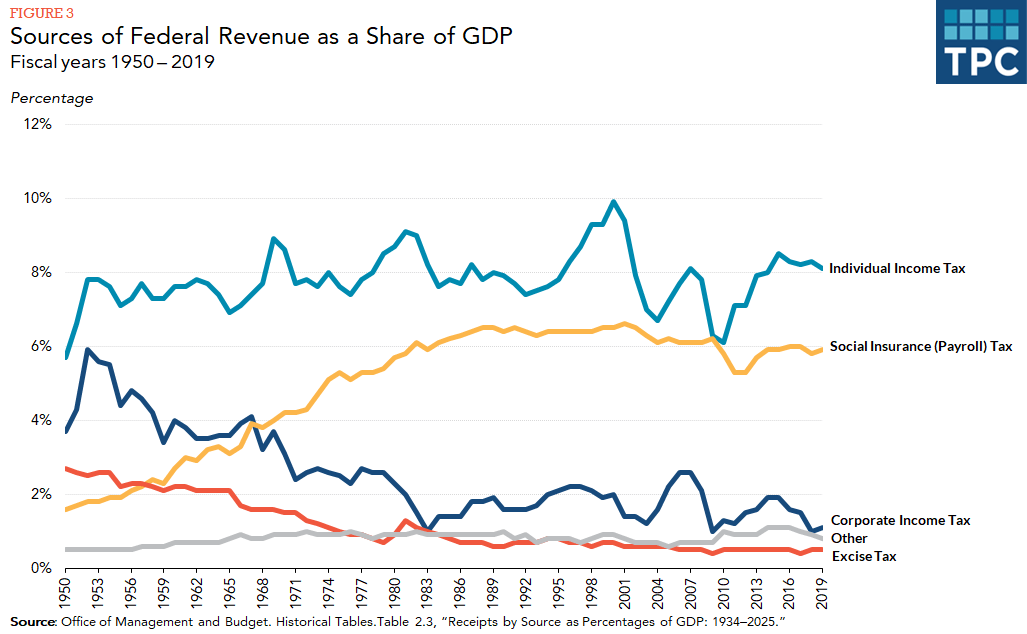 FIGURE 3
Sources of Federal Revenue as a Share of GDP
Fiscal years 1950 – 2019
TPC
Percentage
12%
10%
8%
6%
4%
2%
0%
Individual Income Tax
Social Insurance (Payroll) Tax
Corporate Income Tax
Other
Excise Tax
1950 1953 1956 1959 1962 1965 1968 1971 1974 1977 1980 1983 1986 1989 1992 1995 1998 2001 2004 2007 2010 2013 2016 2019
Source: Office of Management and Budget. Historical Tables.Table 2.3, “Receipts by Source as Percentages of GDP: 1934–2025.”